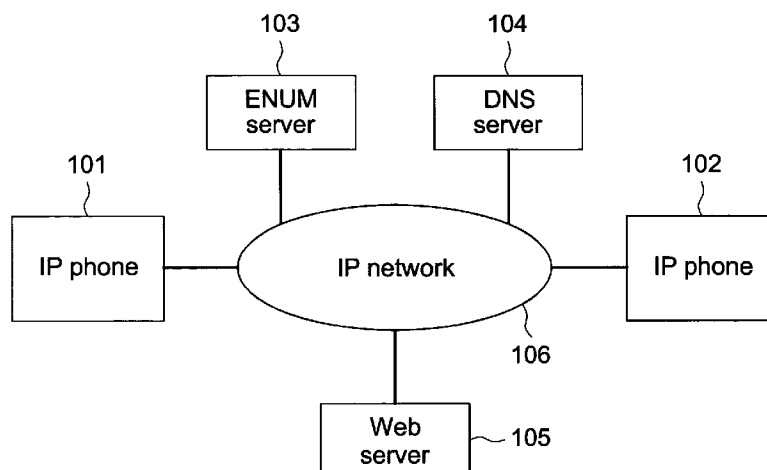 103
104
ENUM
server
DNS
server
101
102
IP phone
IP network
IP phone
106
Web
server
105